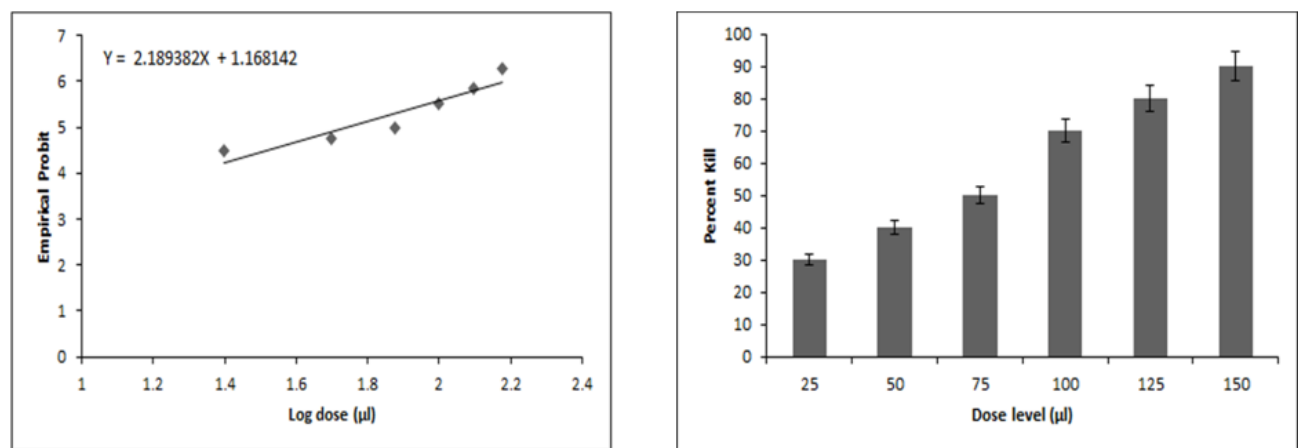 7
6
5
4
3
2
1
0
Y = 2.189382X + 1.168142
Empirical Probit
1 1.2 1.4 1.6 1.8 2 2.2 2.4
Log dose (µl)
100
90
80
70
60
50
40
30
20
10
0
Percent Kill
25 50 75 100 125 150
Dose level (µl)